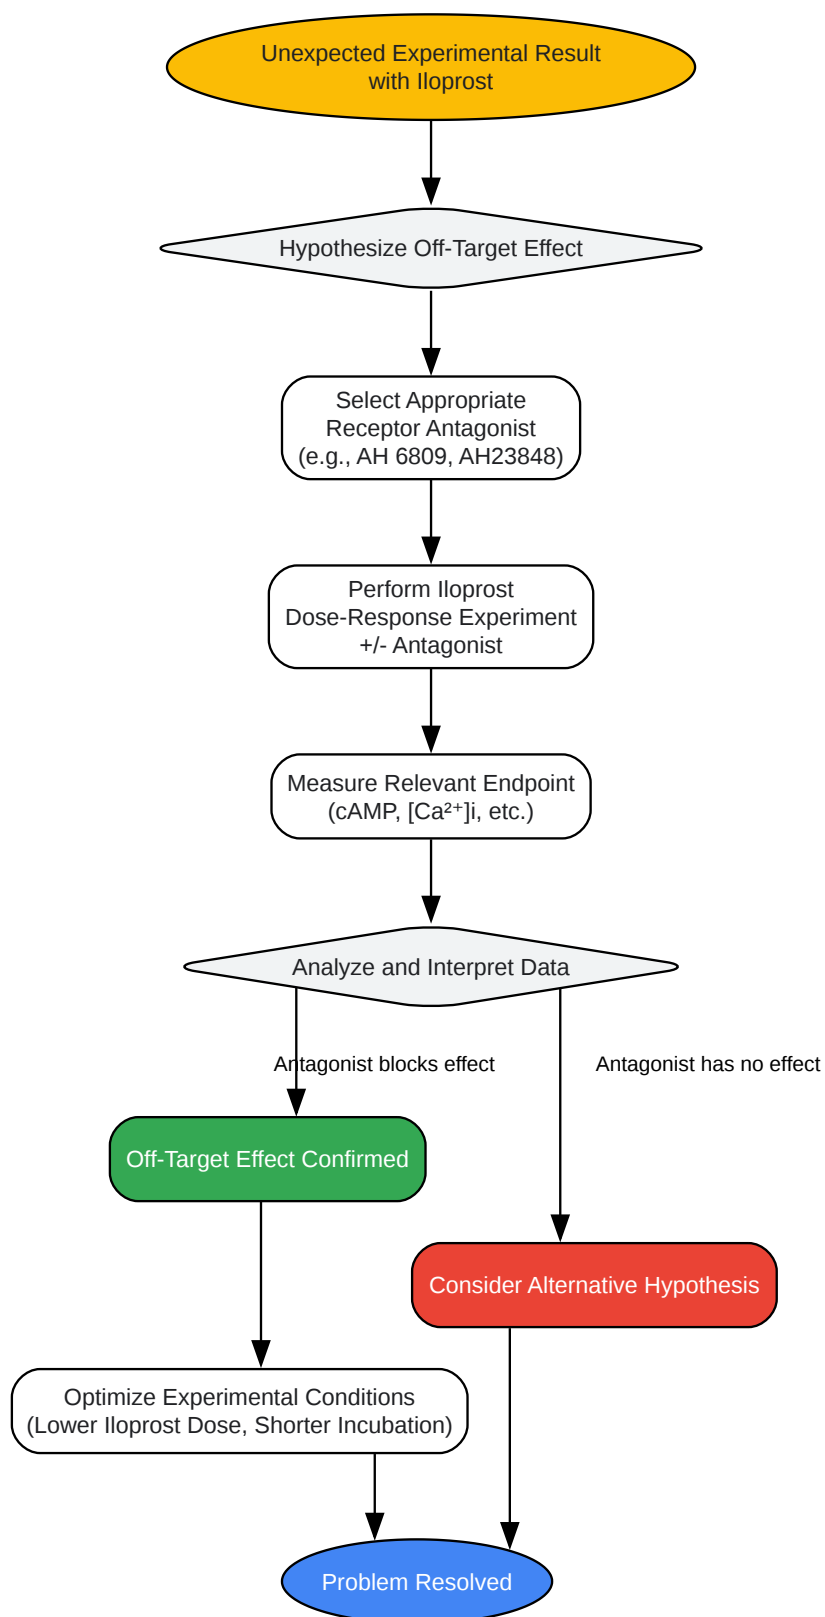 Unexpected Experimental Result
with Iloprost
Hypothesize Off-Target Effect
Select Appropriate
Receptor Antagonist
(e.g., AH 6809, AH23848)
Perform Iloprost
Dose-Response Experiment
+/- Antagonist
Measure Relevant Endpoint
(cAMP, [Ca²⁺]i, etc.)
Analyze and Interpret Data
Antagonist blocks effect
Antagonist has no effect
Off-Target Effect Confirmed
Consider Alternative Hypothesis
Optimize Experimental Conditions
(Lower Iloprost Dose, Shorter Incubation)
Problem Resolved